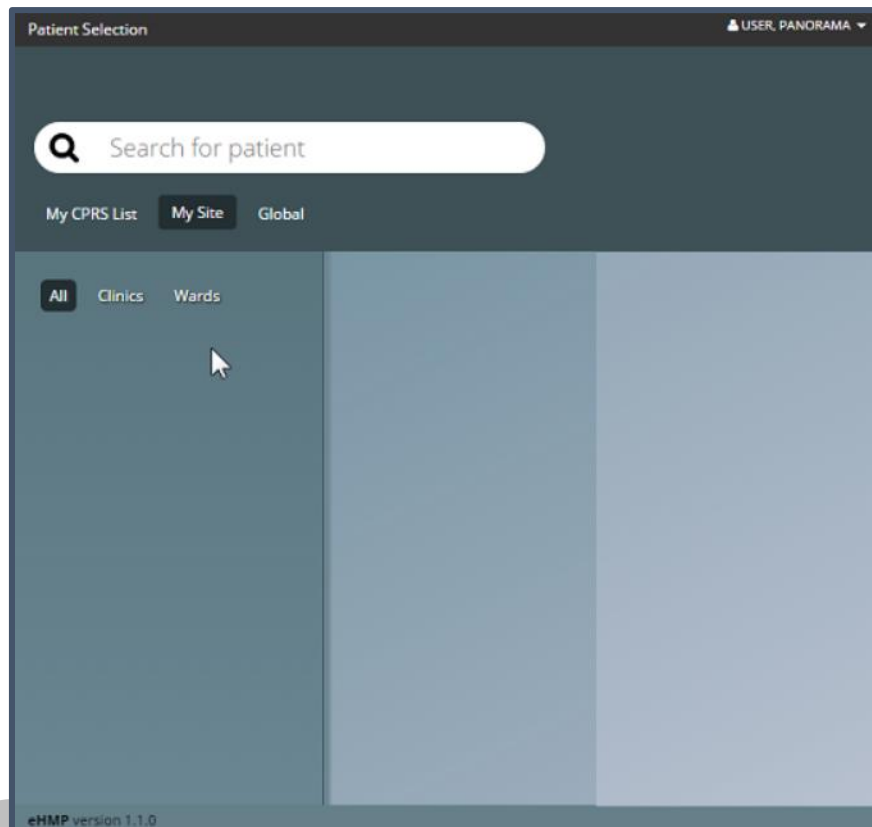 Patient Selection USER, PANORAMA
Search for patient
My CPRS List My Site Global
All Clinics Wards
eHMP version 1.1.0